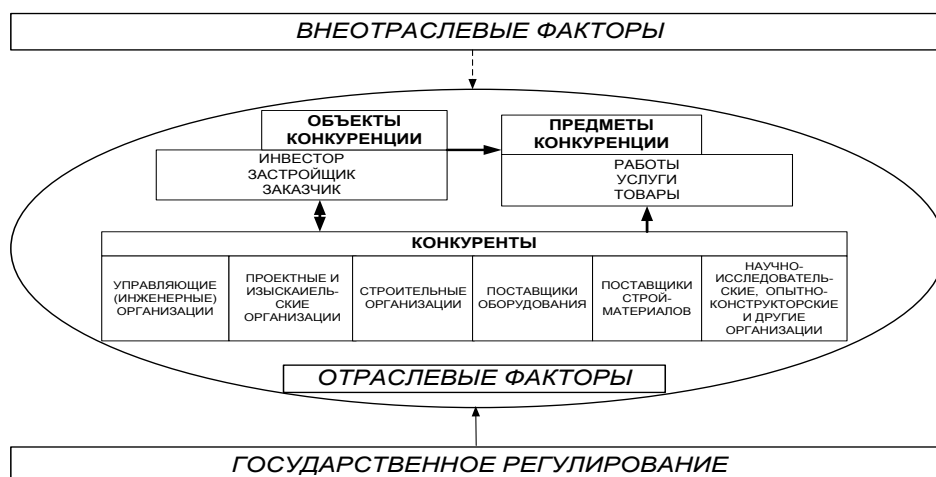 ВНЕОТРАСЛЕВЫЕ ФАКТОРЫ
ОБЪЕКТЫ
КОНКУРЕНЦИИ
ИНВЕСТОР
ЗАСТРОЙЩИК
ЗАКАЗЧИК
ПРЕДМЕТЫ
КОНКУРЕНЦИИ
РАБОТЫ
УСЛУГИ
ТОВАРЫ
КОНКУРЕНТЫ
УПРАВЛЯЮЩИЕ
(ИНЖЕНЕРНЫЕ)
ОРГАНИЗАЦИИ
ПРОЕКТНЫЕ И
ИЗЫСКАИЕЛЬ-
СКИЕ
ОРГАНИЗАЦИИ
СТРОИТЕЛЬНЫЕ
ОРГАНИЗАЦИИ
ПОСТАВЩИКИ
ОБОРУДОВАНИЯ
ПОСТАВЩИКИ
СТРОЙ-
МАТЕРИАЛОВ
НАУЧНО-
ИССЛЕДОВАТЕЛЬ-
СКИЕ, ОПЫТНО-
КОНСТРУКТОРСКИЕ
И ДРУГИЕ
ОРГАНИЗАЦИИ
ОТРАСЛЕВЫЕ ФАКТОРЫ
ГОСУДАРСТВЕННОЕ РЕГУЛИРОВАНИЕ